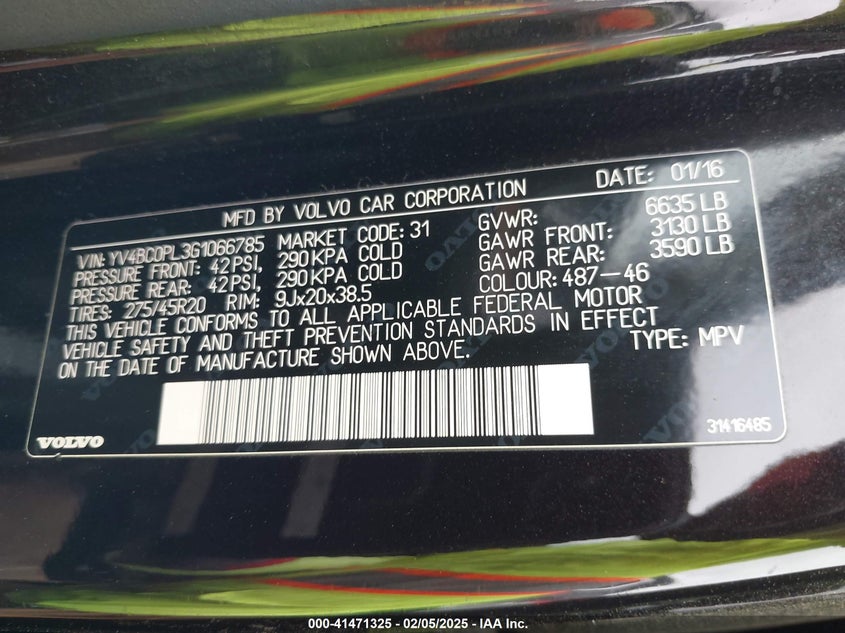 MFD BY VOLVO CAR CORPORATION DATE: 01/16
VIN: YV4BC0PL3G1066785 MARKET CODE: 31 GVWR: 6635 LB
PRESSURE FRONT: 42 PSI, 290 KPA COLD GAWR FRONT: 3130 LB
PRESSURE REAR: 42 PSI, 290 KPA COLD GAWR REAR: 3590 LB
TIRES: 275/45R20 RIM: 9Jx20x38.5 COLOUR: 487-46
THIS VEHICLE CONFORMS TO ALL APPLICABLE FEDERAL MOTOR
VEHICLE SAFETY AND THEFT PREVENTION STANDARDS IN EFFECT
ON THE DATE OF MANUFACTURE SHOWN ABOVE. TYPE: MPV
VOLVO
31416485
000-41471325 - 02/05/2025 - IAA Inc.